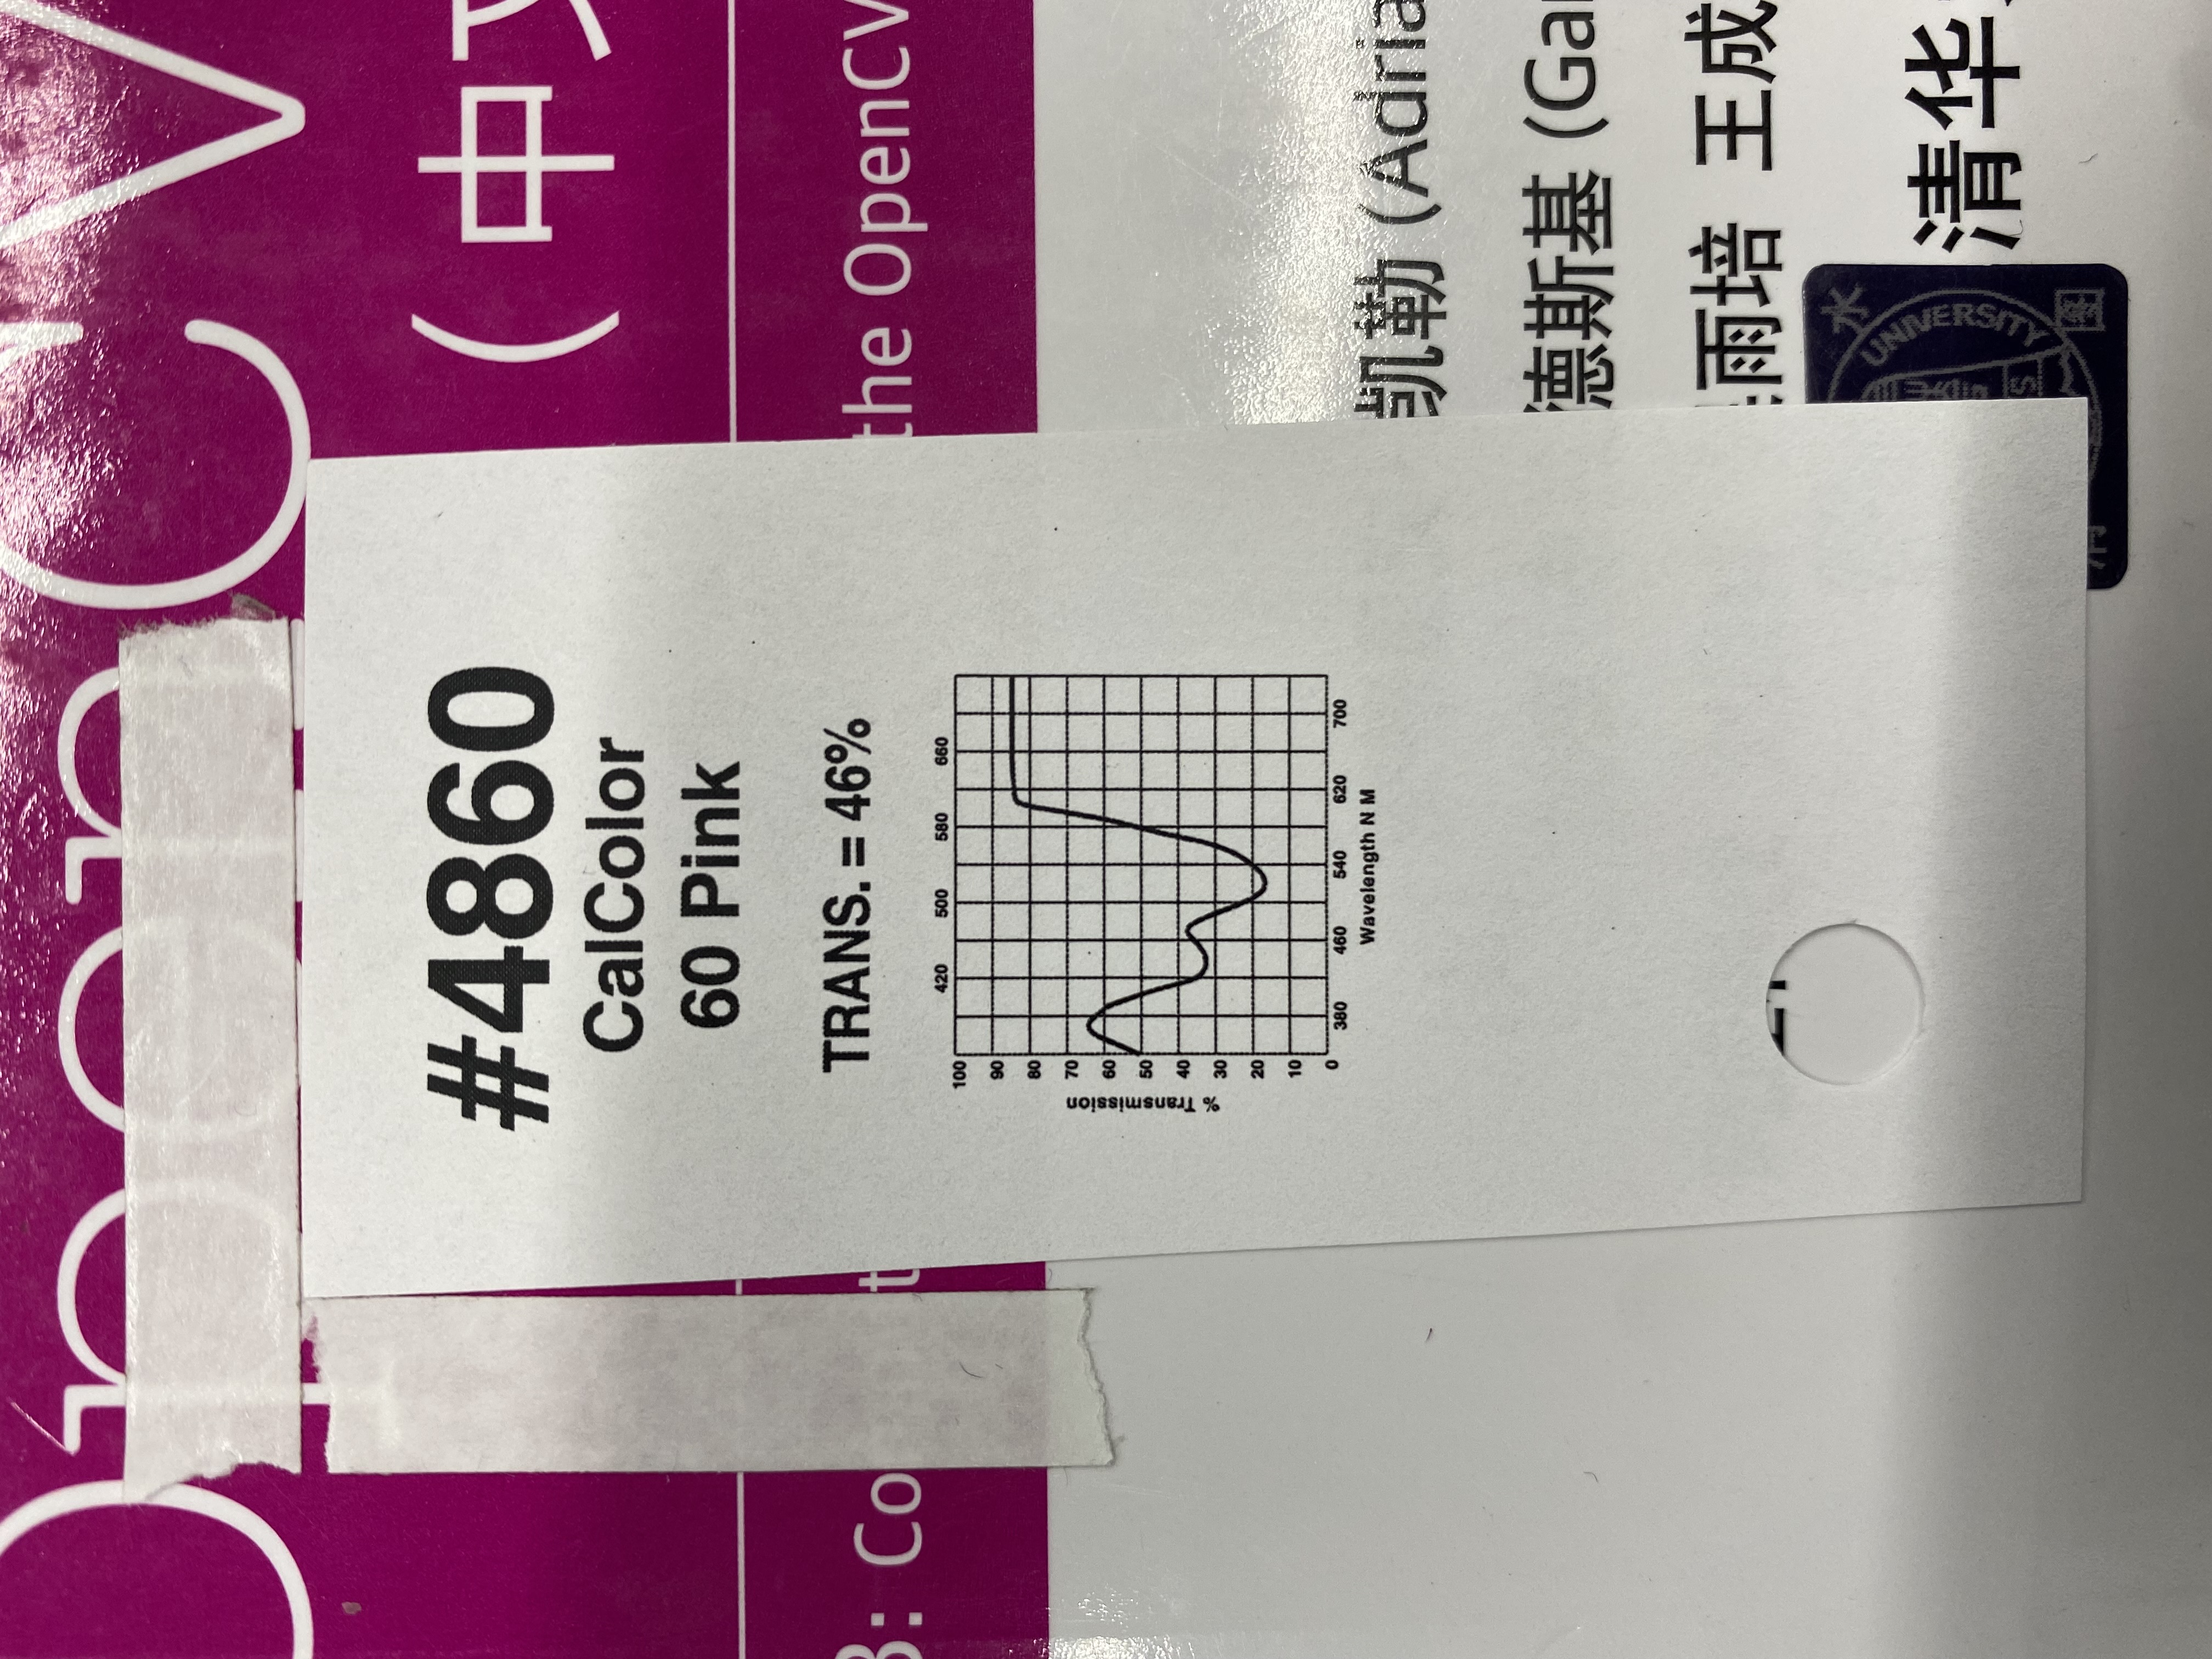 OpenCV
(中文
#4860
CalColor
60 Pink
TRANS. = 46%
3: Co
the OpenCV
420 500 580 660
100
90
80
70
60
50
40
30
20
10
0
% Transmission
380 460 540 620 700
Wavelength N M
凯勒 (Adria
德斯基 (Gar
雨培 王成
水
UNIVERSITY
清华